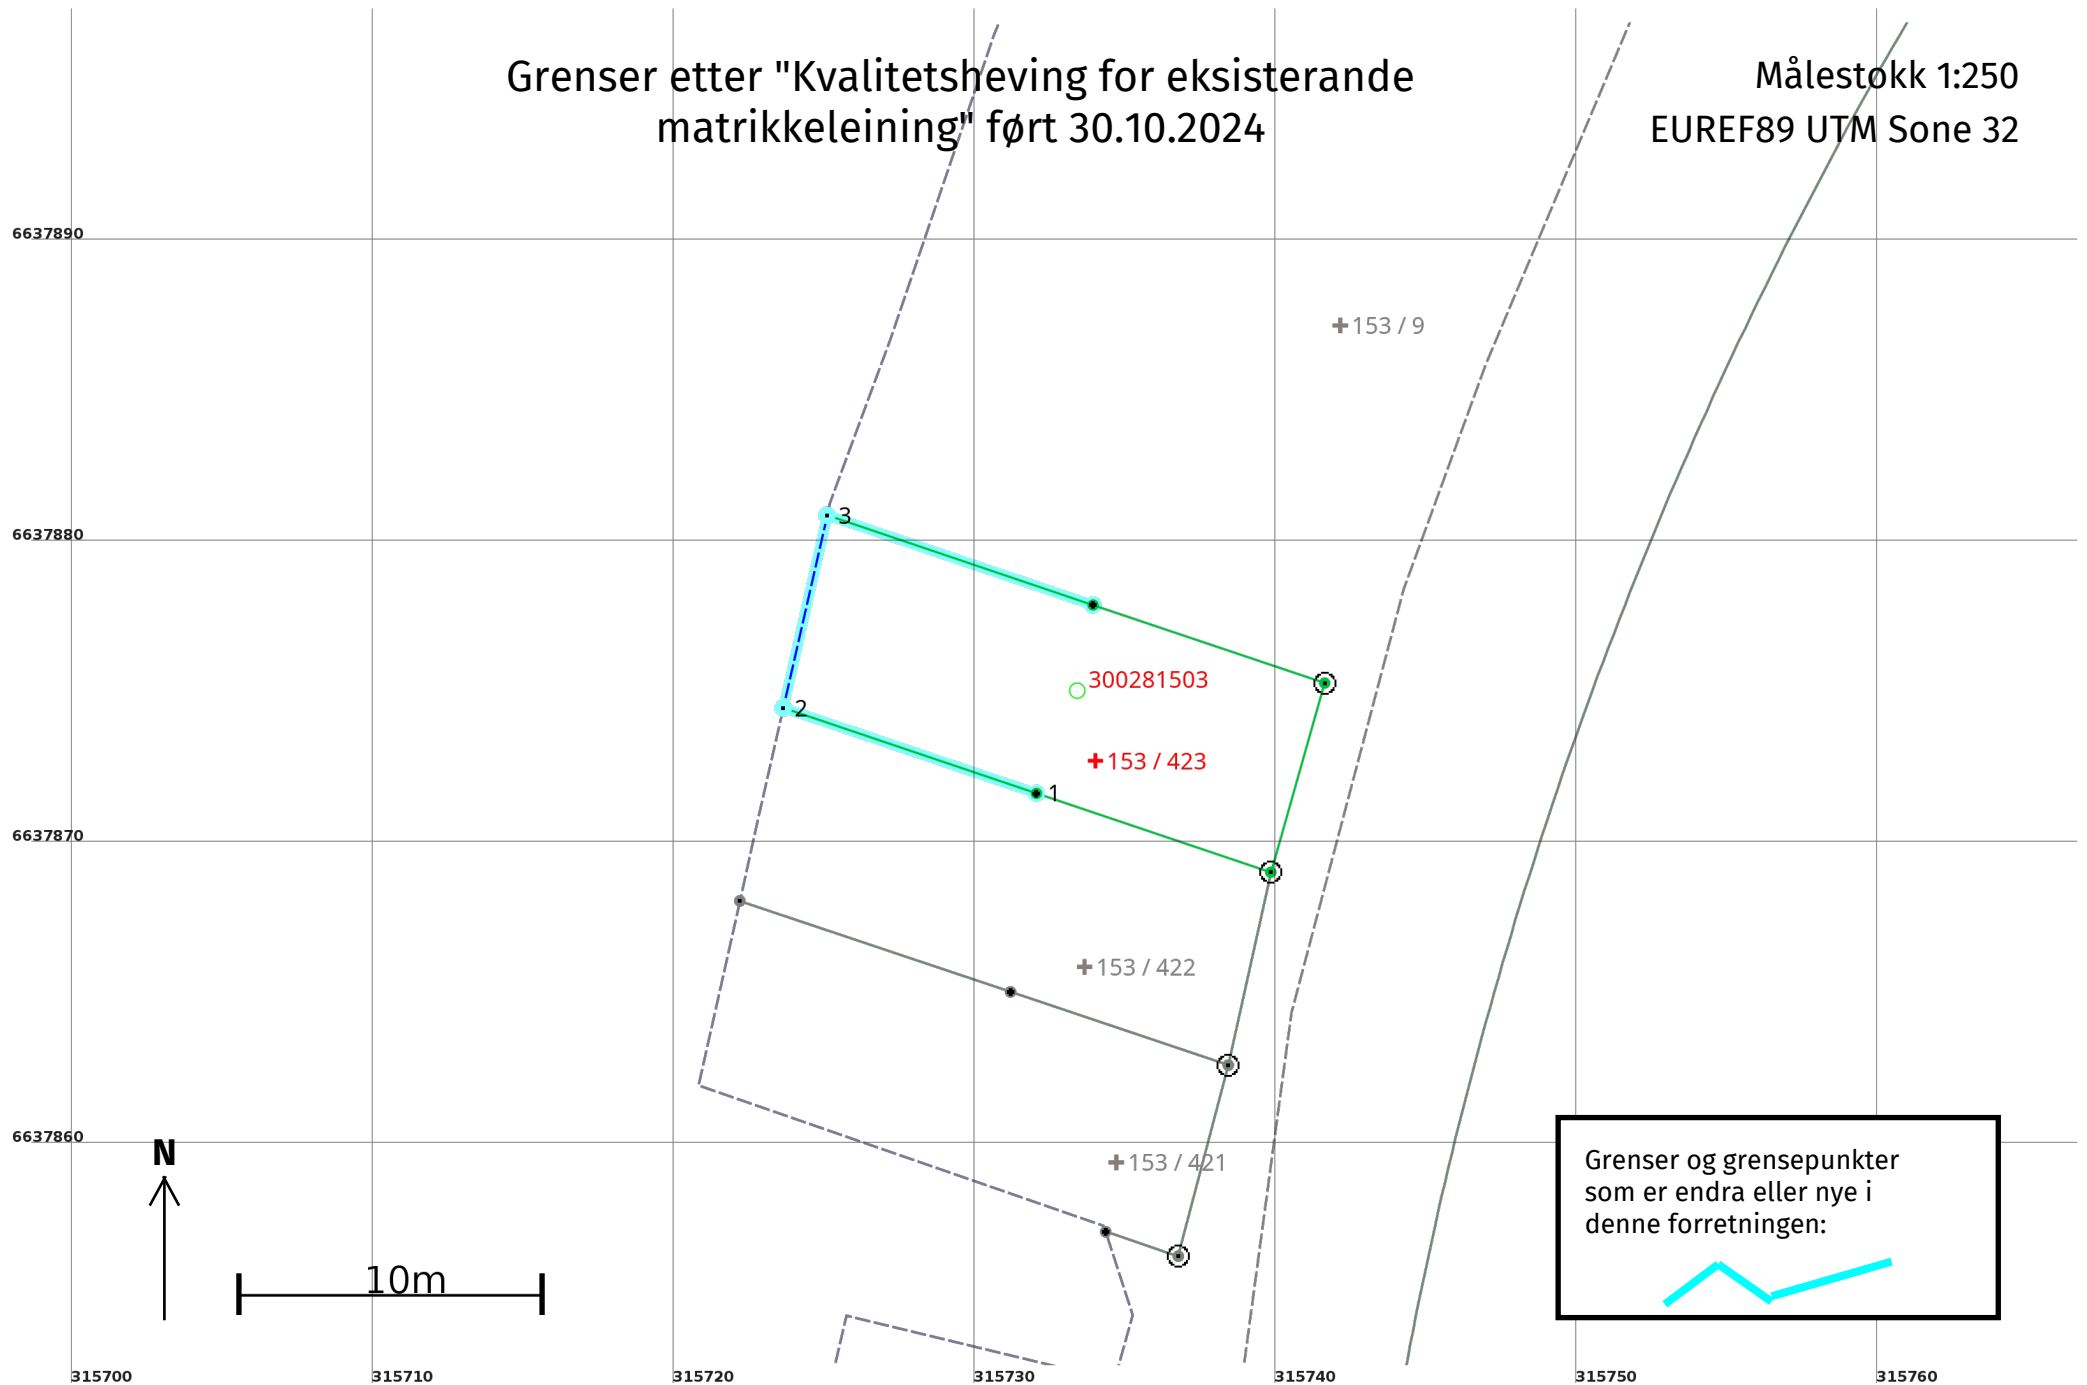 Grenser etter "Kvalitetsheving for eksisterande
matrikkeleining" ført 30.10.2024
Målestokk 1:250
EUREF89 UTM Sone 32
6637890
153 / 9
6637880
3
300281503
2
153 / 423
1
6637870
153 / 422
6637860
153 / 421
N
10m
Grenser og grensepunkter
som er endra eller nye i
denne forretningen:
315700
315710
315720
315730
315740
315750
315760